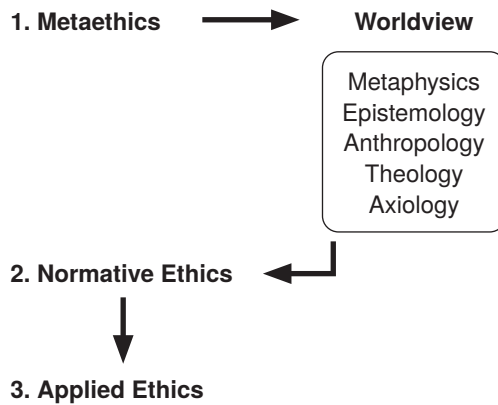 1. Metaethics
Worldview
Metaphysics
Epistemology
Anthropology
Theology
Axiology
2. Normative Ethics
3. Applied Ethics